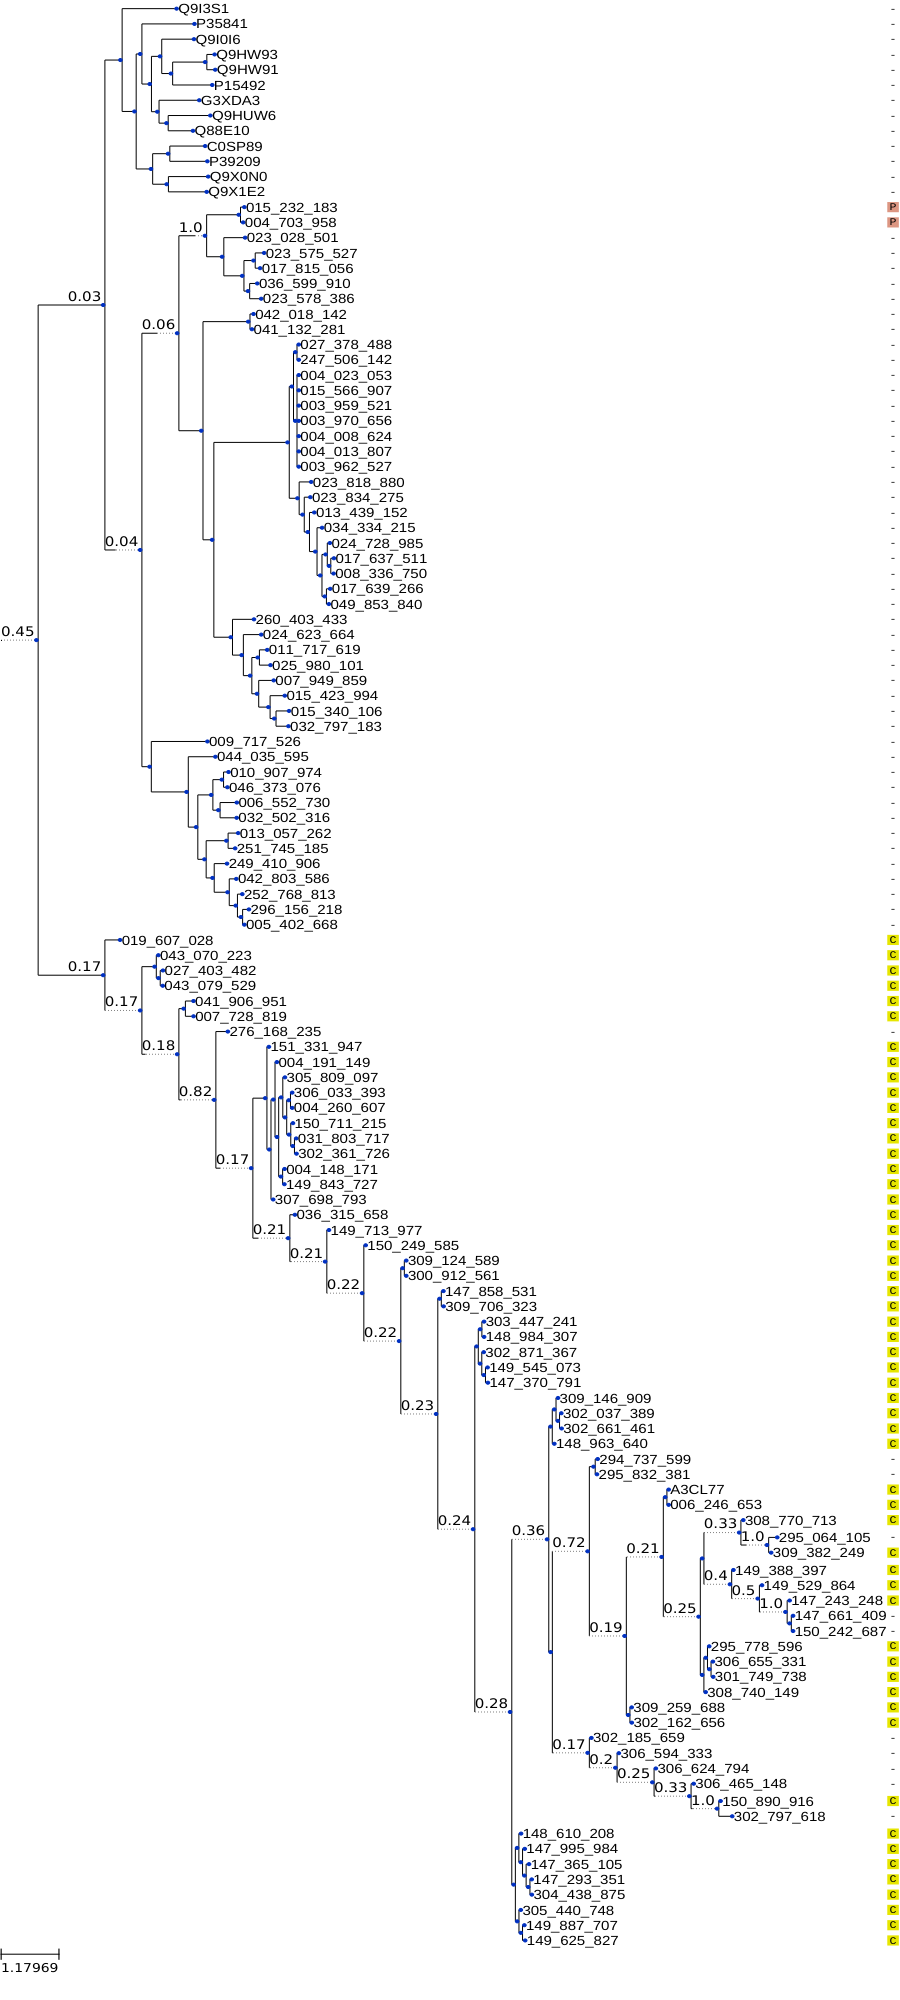 Q9I3S1 -
P35841 -
Q9I0I6 -
Q9HW93 -
Q9HW91 -
P15492 -
G3XDA3 -
Q9HUW6 -
Q88E10 -
C0SP89 -
P39209 -
Q9X0N0 -
Q9X1E2 -
015_232_183 P
004_703_958 P
1.0
023_028_501 -
023_575_527 -
017_815_056 -
036_599_910 -
0.03
023_578_386 -
042_018_142 -
0.06
041_132_281 -
027_378_488 -
247_506_142 -
004_023_053 -
015_566_907 -
003_959_521 -
003_970_656 -
004_008_624 -
004_013_807 -
003_962_527 -
023_818_880 -
023_834_275 -
013_439_152 -
034_334_215 -
0.04
024_728_985 -
017_637_511 -
008_336_750 -
017_639_266 -
049_853_840 -
260_403_433 -
0.45
024_623_664 -
011_717_619 -
025_980_101 -
007_949_859 -
015_423_994 -
015_340_106 -
032_797_183 -
009_717_526 -
044_035_595 -
010_907_974 -
046_373_076 -
006_552_730 -
032_502_316 -
013_057_262 -
251_745_185 -
249_410_906 -
042_803_586 -
252_768_813 -
296_156_218 -
005_402_668 -
019_607_028 C
043_070_223 C
0.17
027_403_482 C
043_079_529 C
0.17
041_906_951 C
007_728_819 C
276_168_235 -
0.18
151_331_947 C
004_191_149 C
305_809_097 C
0.82
306_033_393 C
004_260_607 C
150_711_215 C
031_803_717 C
302_361_726 C
0.17
004_148_171 C
149_843_727 C
307_698_793 C
036_315_658 C
0.21
149_713_977 C
150_249_585 C
0.21
309_124_589 C
300_912_561 C
0.22
147_858_531 C
309_706_323 C
303_447_241 C
0.22
148_984_307 C
302_871_367 C
149_545_073 C
147_370_791 C
309_146_909 C
0.23
302_037_389 C
302_661_461 C
148_963_640 C
294_737_599 -
295_832_381 -
A3CL77 C
006_246_653 C
0.24
308_770_713 C
0.33
0.36
1.0
295_064_105 -
0.72
0.21
309_382_249 C
149_388_397 C
0.4
149_529_864 C
0.5
147_243_248 C
1.0
0.25
147_661_409 -
0.19
150_242_687 -
295_778_596 C
306_655_331 C
301_749_738 C
308_740_149 C
0.28
309_259_688 C
302_162_656 C
302_185_659 -
0.17
306_594_333 -
0.2
306_624_794 -
0.25
306_465_148 -
0.33
150_890_916 C
1.0
302_797_618 -
148_610_208 C
147_995_984 C
147_365_105 C
147_293_351 C
304_438_875 C
305_440_748 C
149_887_707 C
149_625_827 C
1.17969